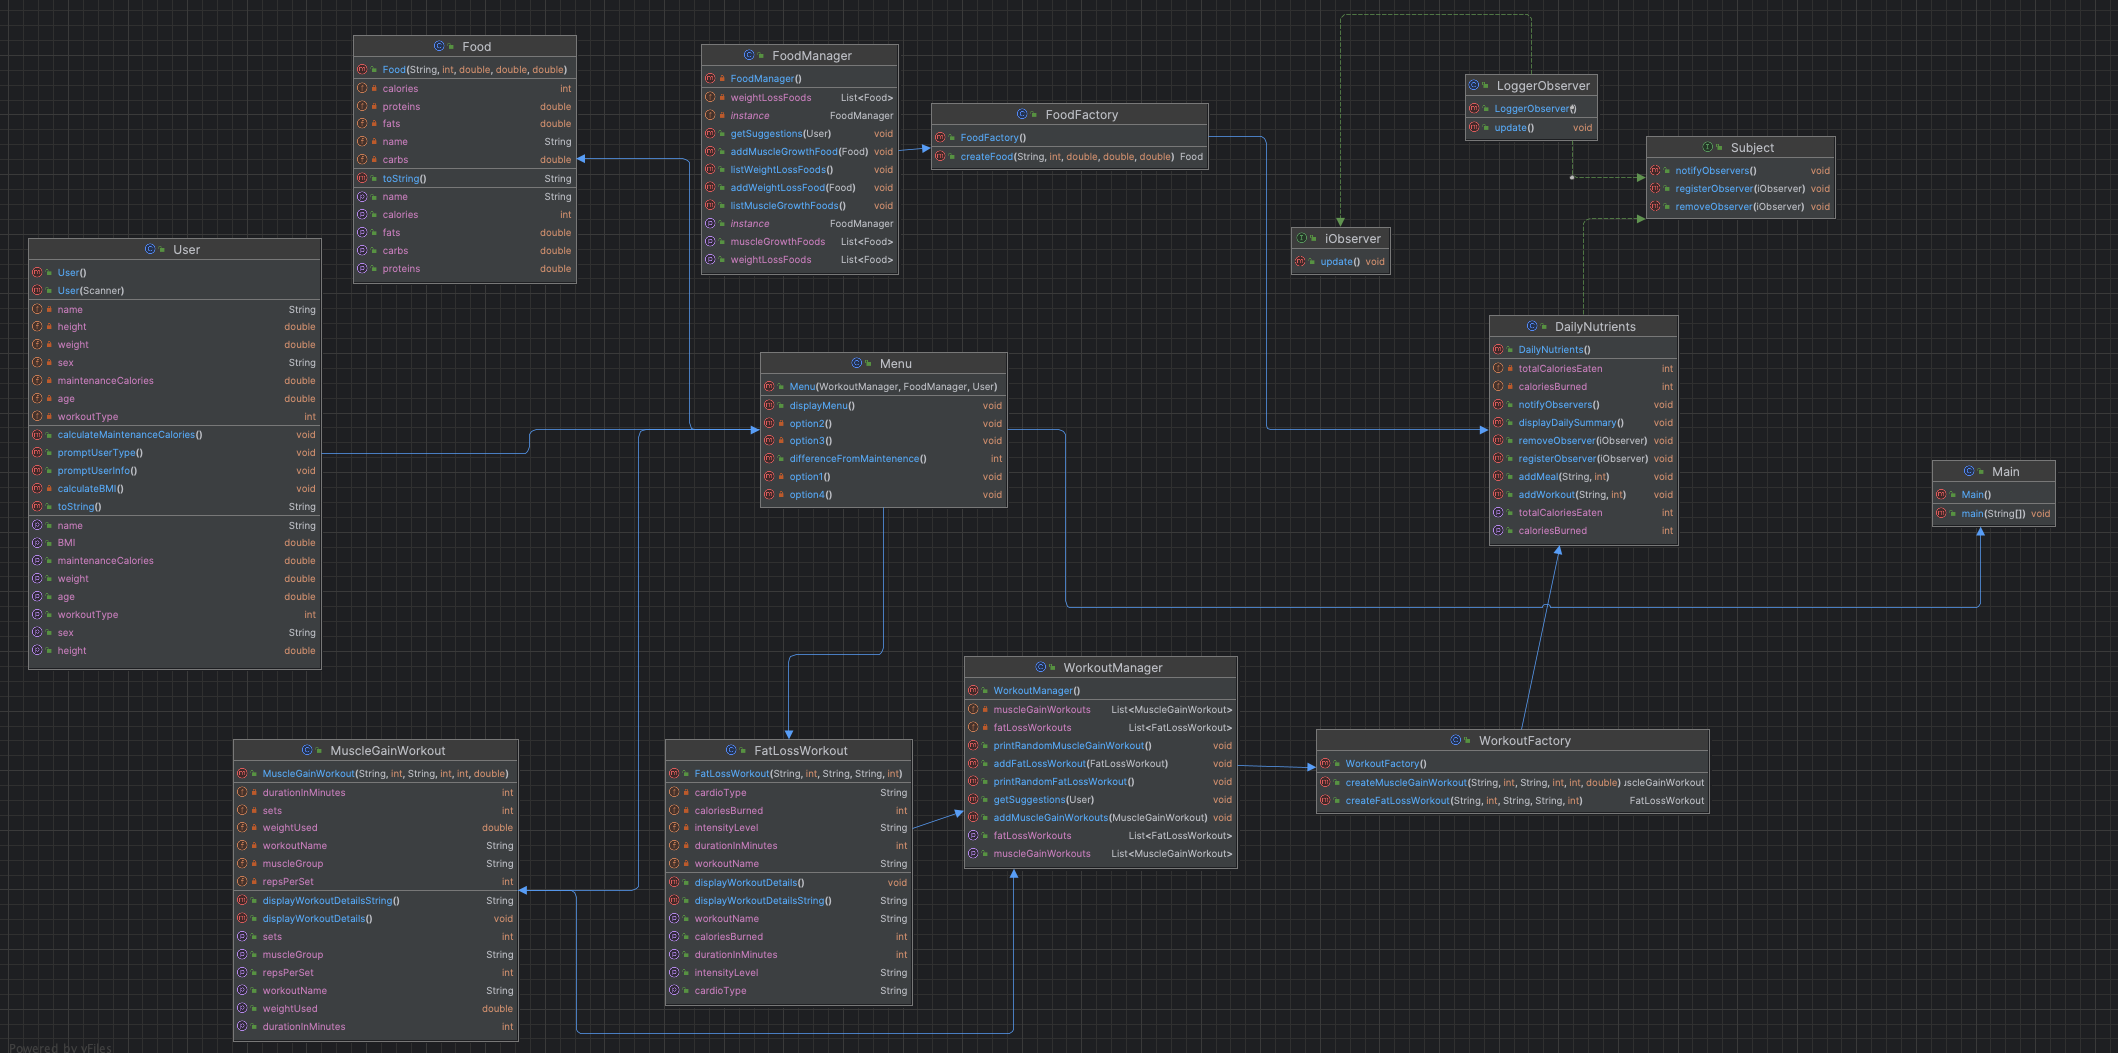 Food
Food(String, int, double, double, double)
calories int
proteins double
fats double
name String
carbs double
toString() String
name String
calories int
fats double
carbs double
proteins double
FoodManager
FoodManager()
weightLossFoods List<Food>
instance FoodManager
getSuggestions(User) void
addMuscleGrowthFood(Food) void
listWeightLossFoods() void
addWeightLossFood(Food) void
listMuscleGrowthFoods() void
instance FoodManager
muscleGrowthFoods List<Food>
weightLossFoods List<Food>
FoodFactory
FoodFactory()
createFood(String, int, double, double, double) Food
LoggerObserver
LoggerObserver()
update() void
Subject
notifyObservers() void
registerObserver(iObserver) void
removeObserver(iObserver) void
iObserver
update() void
User
User()
User(Scanner)
name String
height double
weight double
sex String
maintenanceCalories double
age double
workoutType int
calculateMaintenanceCalories() void
promptUserType() void
promptUserInfo() void
calculateBMI() void
toString() String
name String
BMI double
maintenanceCalories double
weight double
age double
workoutType int
sex String
height double
Menu
Menu(WorkoutManager, FoodManager, User)
displayMenu() void
option2() void
option3() void
differenceFromMaintenence() int
option1() void
option4() void
DailyNutrients
DailyNutrients()
totalCaloriesEaten int
caloriesBurned int
notifyObservers() void
displayDailySummary() void
removeObserver(iObserver) void
registerObserver(iObserver) void
addMeal(String, int) void
addWorkout(String, int) void
totalCaloriesEaten int
caloriesBurned int
Main
Main()
main(String[]) void
MuscleGainWorkout
MuscleGainWorkout(String, int, String, int, int, double)
durationInMinutes int
sets int
weightUsed double
workoutName String
muscleGroup String
repsPerSet int
displayWorkoutDetailsString() String
displayWorkoutDetails() void
sets int
muscleGroup String
repsPerSet int
workoutName String
weightUsed double
durationInMinutes int
FatLossWorkout
FatLossWorkout(String, int, String, String, int)
cardioType String
caloriesBurned int
intensityLevel String
durationInMinutes int
workoutName String
displayWorkoutDetails() void
displayWorkoutDetailsString() String
workoutName String
caloriesBurned int
durationInMinutes int
intensityLevel String
cardioType String
WorkoutManager
WorkoutManager()
muscleGainWorkouts List<MuscleGainWorkout>
fatLossWorkouts List<FatLossWorkout>
printRandomMuscleGainWorkout() void
addFatLossWorkout(FatLossWorkout) void
printRandomFatLossWorkout() void
getSuggestions(User) void
addMuscleGainWorkouts(MuscleGainWorkout) void
fatLossWorkouts List<FatLossWorkout>
muscleGainWorkouts List<MuscleGainWorkout>
WorkoutFactory
WorkoutFactory()
createMuscleGainWorkout(String, int, String, int, int, double) uscleGainWorkout
createFatLossWorkout(String, int, String, String, int) FatLossWorkout
Powered by yFiles